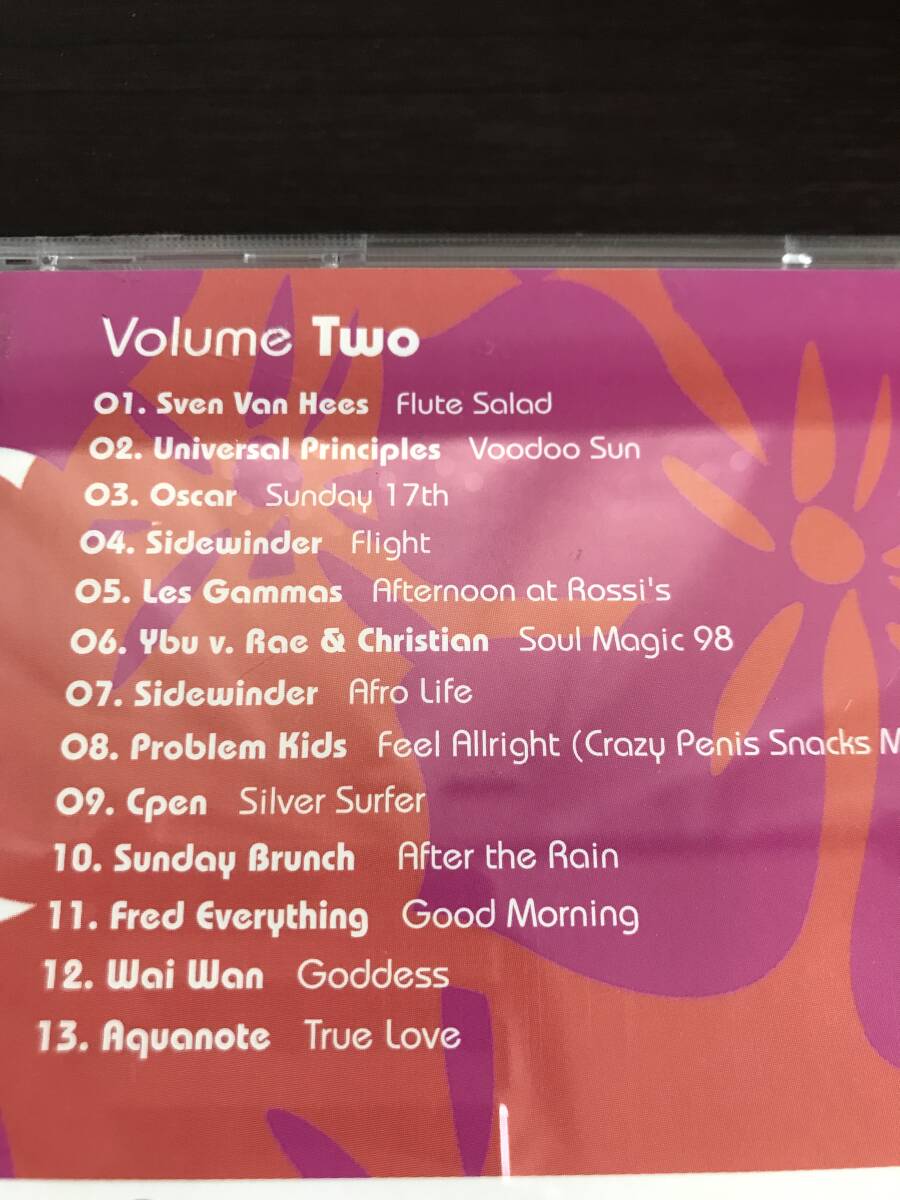 Volume Two
01. Sven Van Hees Flute Salad
02. Universal Principles Voodoo Sun
03. Oscar Sunday 17th
04. Sidewinder Flight
05. Les Gammas Afternoon at Rossi's
06. Ybu v. Rae & Christian Soul Magic 98
07. Sidewinder Afro Life
08. Problem Kids Feel Allright (Crazy Penis Snacks M
09. Cpen Silver Surfer
10. Sunday Brunch After the Rain
11. Fred Everything Good Morning
12. Wai Wan Goddess
13. Aquanote True Love